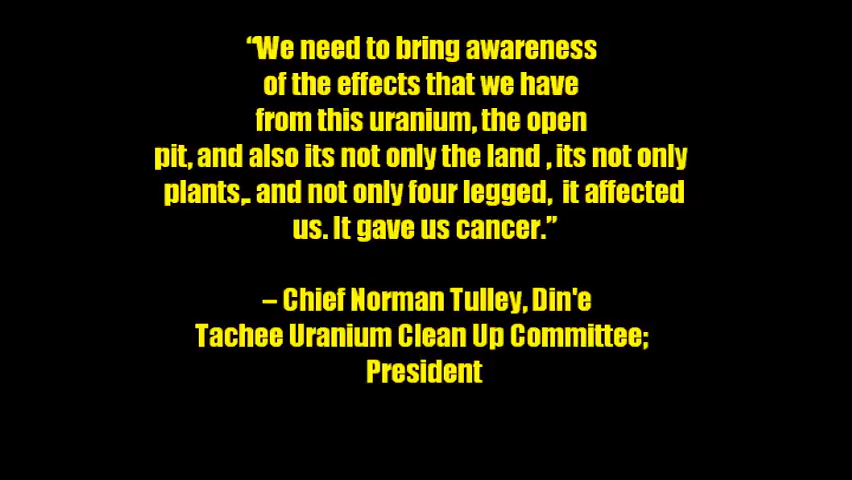 “We need to bring awareness
of the effects that we have
from this uranium, the open
pit, and also its not only the land , its not only
plants,. and not only four legged,  it affected
us. It gave us cancer.”
– Chief Norman Tulley, Din'e
Tachee Uranium Clean Up Committee;
President